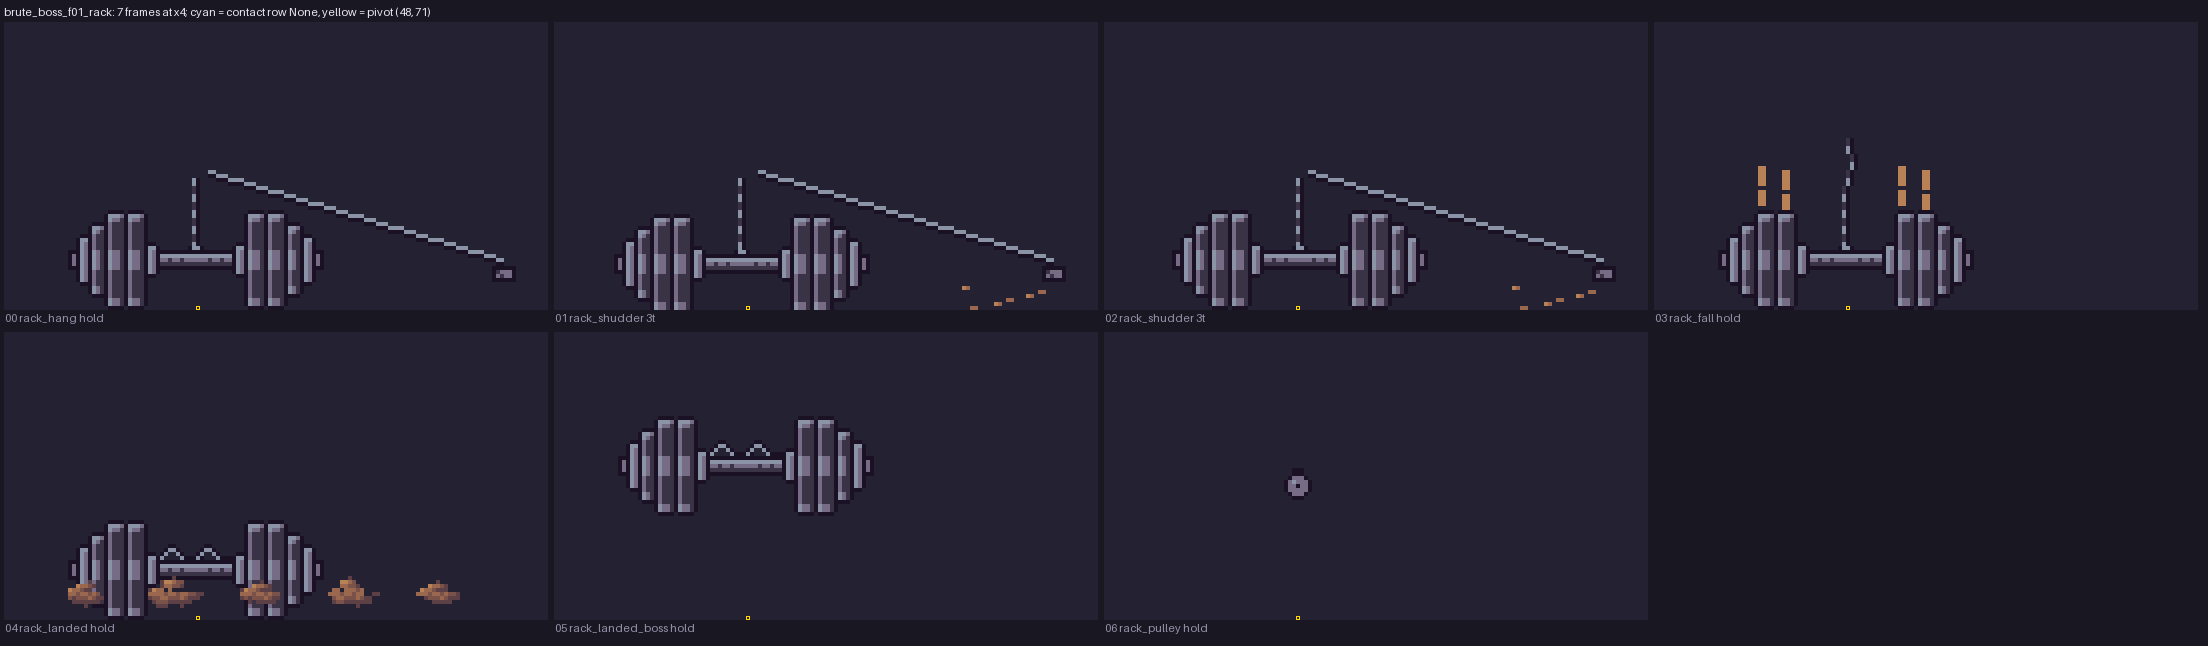 brute_boss_f01_rack: 7 frames at x4; cyan = contact row None, yellow = pivot (48,71)
00 rack_hang hold
01 rack_shudder 3t
02 rack_shudder 3t
03 rack_fall hold
04 rack_landed hold
05 rack_landed_boss hold
06 rack_pulley hold